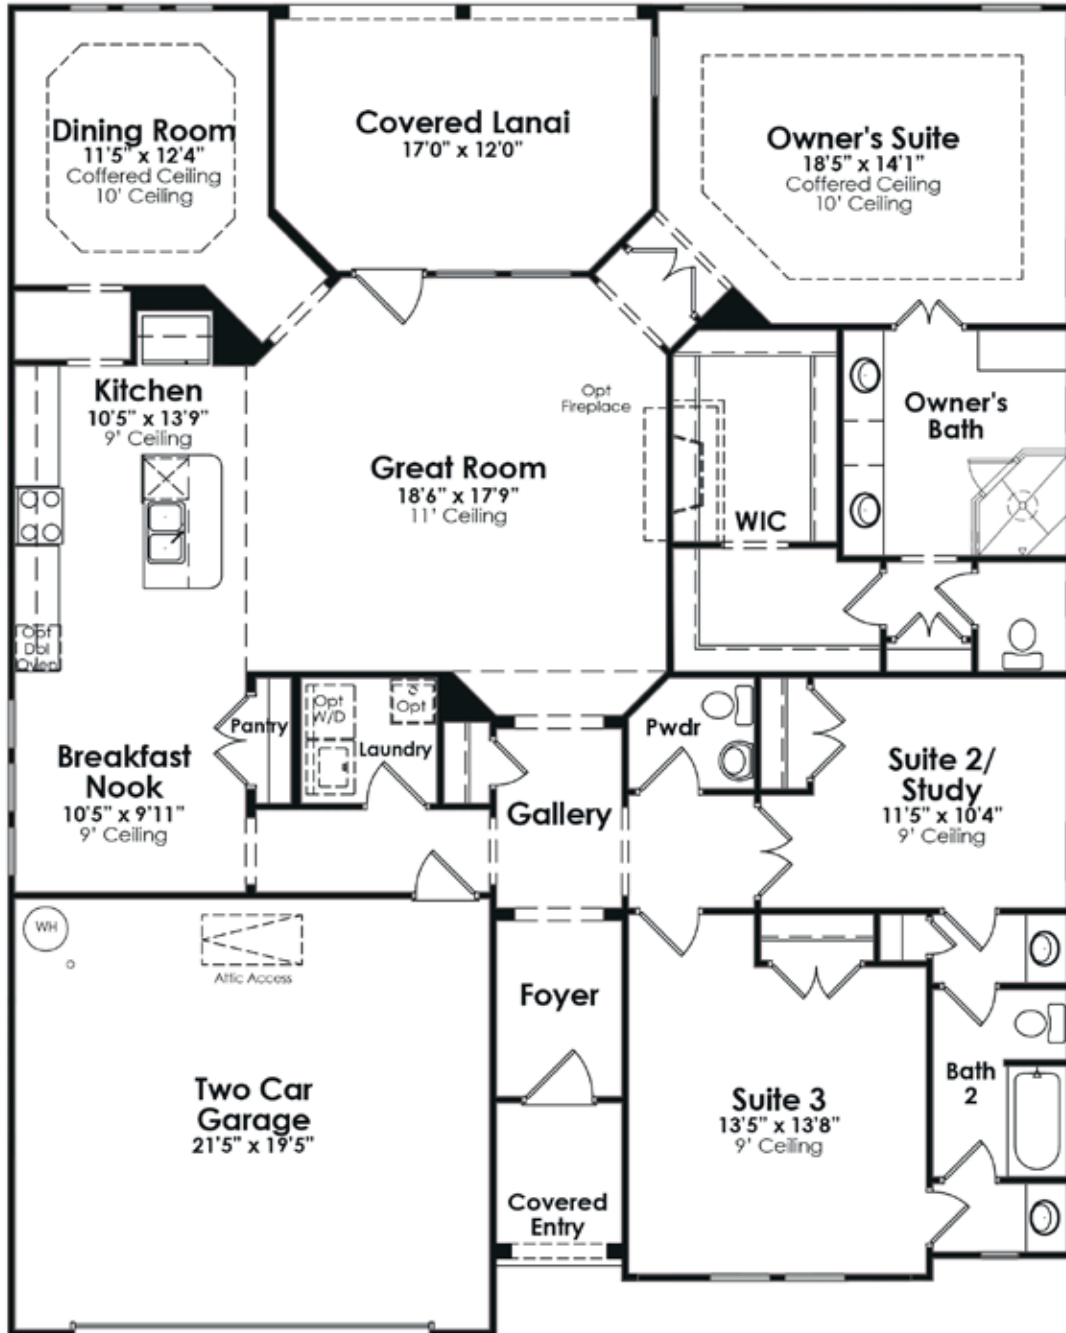 Dining Room
11'5" x 12'4"
Coffered Ceiling
10' Ceiling
Covered Lanai
17'0" x 12'0"
Owner's Suite
18'5" x 14'1"
Coffered Ceiling
10' Ceiling
Kitchen
10'5" x 13'9"
9' Ceiling
Opt
Fireplace
Owner's
Bath
Great Room
18'6" x 17'9"
11' Ceiling
WIC
Opt
Dbl
Oven
Pantry
Opt
W/D
Opt
Laundry
Pwdr
Breakfast
Nook
10'5" x 9'11"
9' Ceiling
Gallery
Suite 2/
Study
11'5" x 10'4"
9' Ceiling
WH
Attic Access
Foyer
Two Car
Garage
21'5" x 19'5"
Suite 3
13'5" x 13'8"
9' Ceiling
Bath
2
Covered
Entry